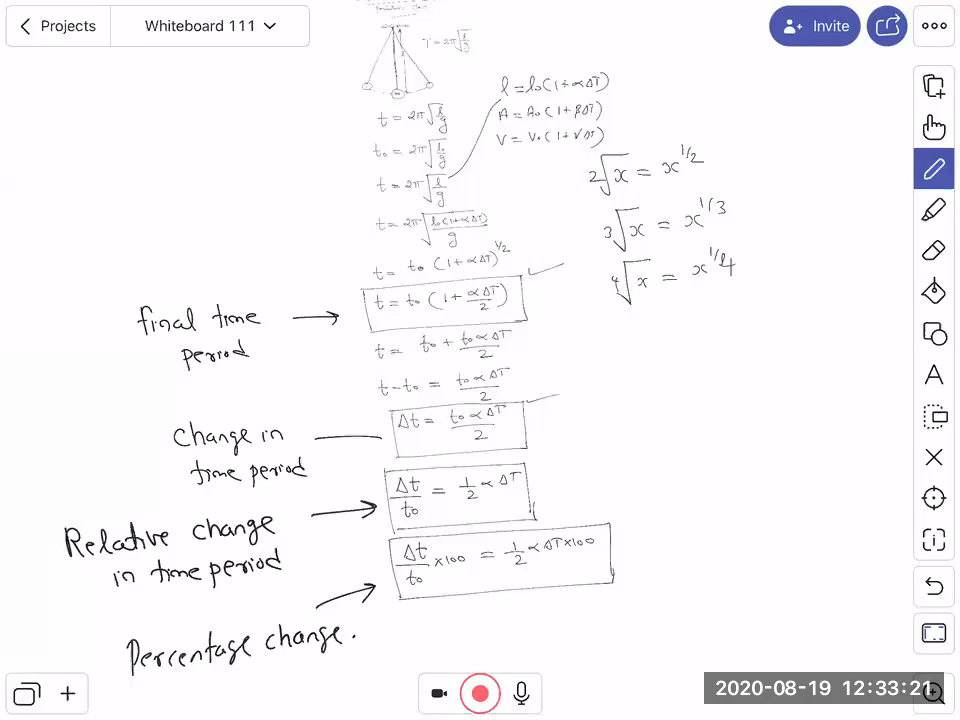 Projects
Whiteboard 111
Invite
T = 2π√(l/g)
l = l₀(1+αΔT)
A = A₀(1+βΔT)
V = V₀(1+γΔT)
t = 2π√(l/g)
t₀ = 2π√(l₀/g)
t = 2π√(l/g)
t = 2π√(l₀(1+αΔT)/g)
t = t₀ (1+αΔT)^1/2
t = t₀ (1 + αΔT/2)
t = t₀ + t₀αΔT/2
t - t₀ = t₀αΔT/2
Δt = t₀αΔT/2
Δt/t₀ = 1/2 αΔT
Δt/t₀ ×100 = 1/2 αΔT×100
2√x = x^1/2
3√x = x^1/3
4√x = x^1/4
final time
period
Change in
time period
Relative change
in time period
Percentage change.
2020-08-19 12:33:21